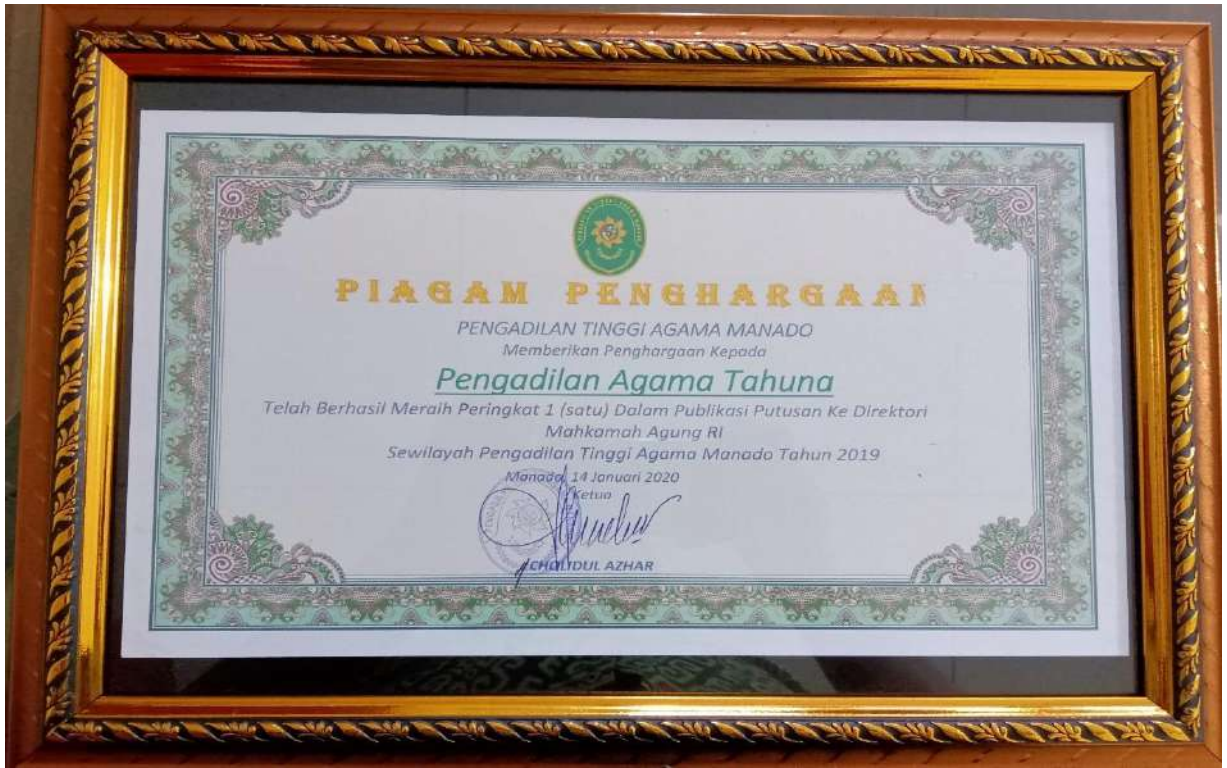 PIAGAM PENGHARGAAN
PENGADILAN TINGGI AGAMA MANADO
Memberikan Penghargaan Kepada
Pengadilan Agama Tahuna
Telah Berhasil Meraih Peringkat 1 (satu) Dalam Publikasi Putusan Ke Direktori
Mahkamah Agung RI
Sewilayah Pengadilan Tinggi Agama Manado Tahun 2019
Manado, 14 Januari 2020
Ketua
CHOLIDUL AZHAR